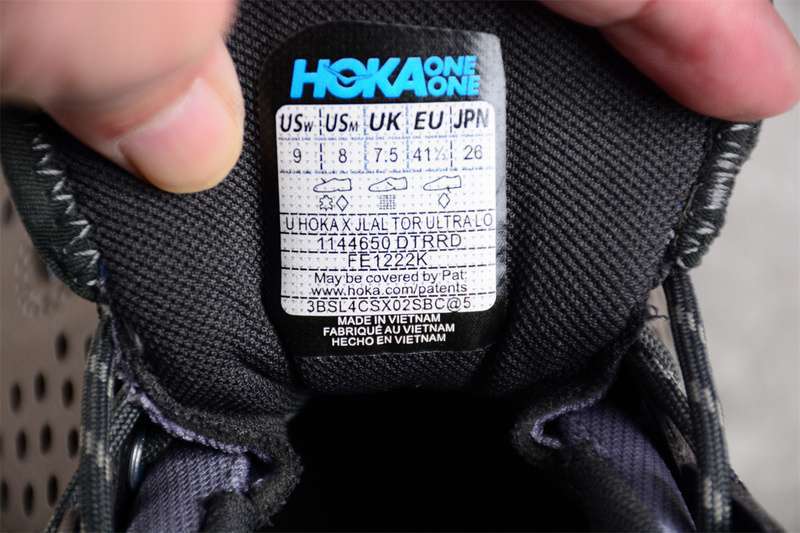 HOKA ONE ONE
USW USM UK EU JPN
9 8 7.5 41⅓ 26
U HOKA X JLAL TOR ULTRA LO
1144650 DTRRD
FE1222K
May be covered by Pat:
www.hoka.com/patents
3BSL4CSX02SBC@5
MADE IN VIETNAM
FABRIQUÉ AU VIETNAM
HECHO EN VIETNAM